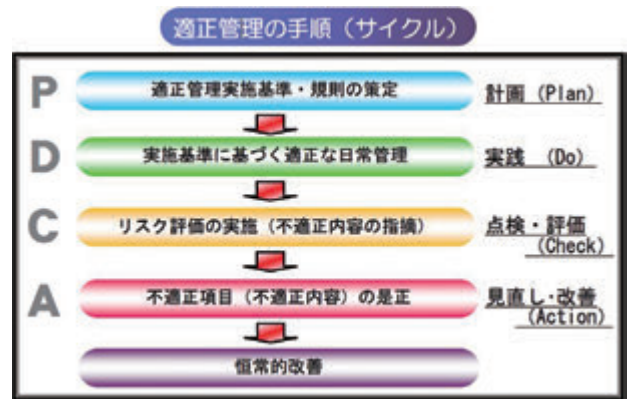 適正管理の手順（サイクル）
P 適正管理実施基準・規則の策定 計画（Plan）
D 実施基準に基づく適正な日常管理 実践（Do）
C リスク評価の実施（不適正内容の指摘） 点検・評価
（Check）
A 不適正項目（不適正内容）の是正 見直し・改善
（Action）
恒常的改善